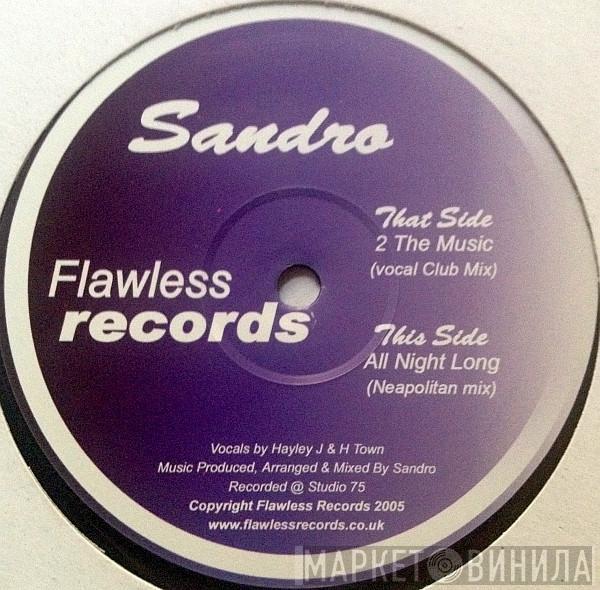 Sandro
Flawless
records
That Side
2 The Music
(vocal Club Mix)
This Side
All Night Long
(Neapolitan mix)
Vocals by Hayley J & H Town
Music Produced, Arranged & Mixed By Sandro
Recorded @ Studio 75
Copyright Flawless Records 2005
www.flawlessrecords.co.uk
МАРКЕТ ВИНИЛА